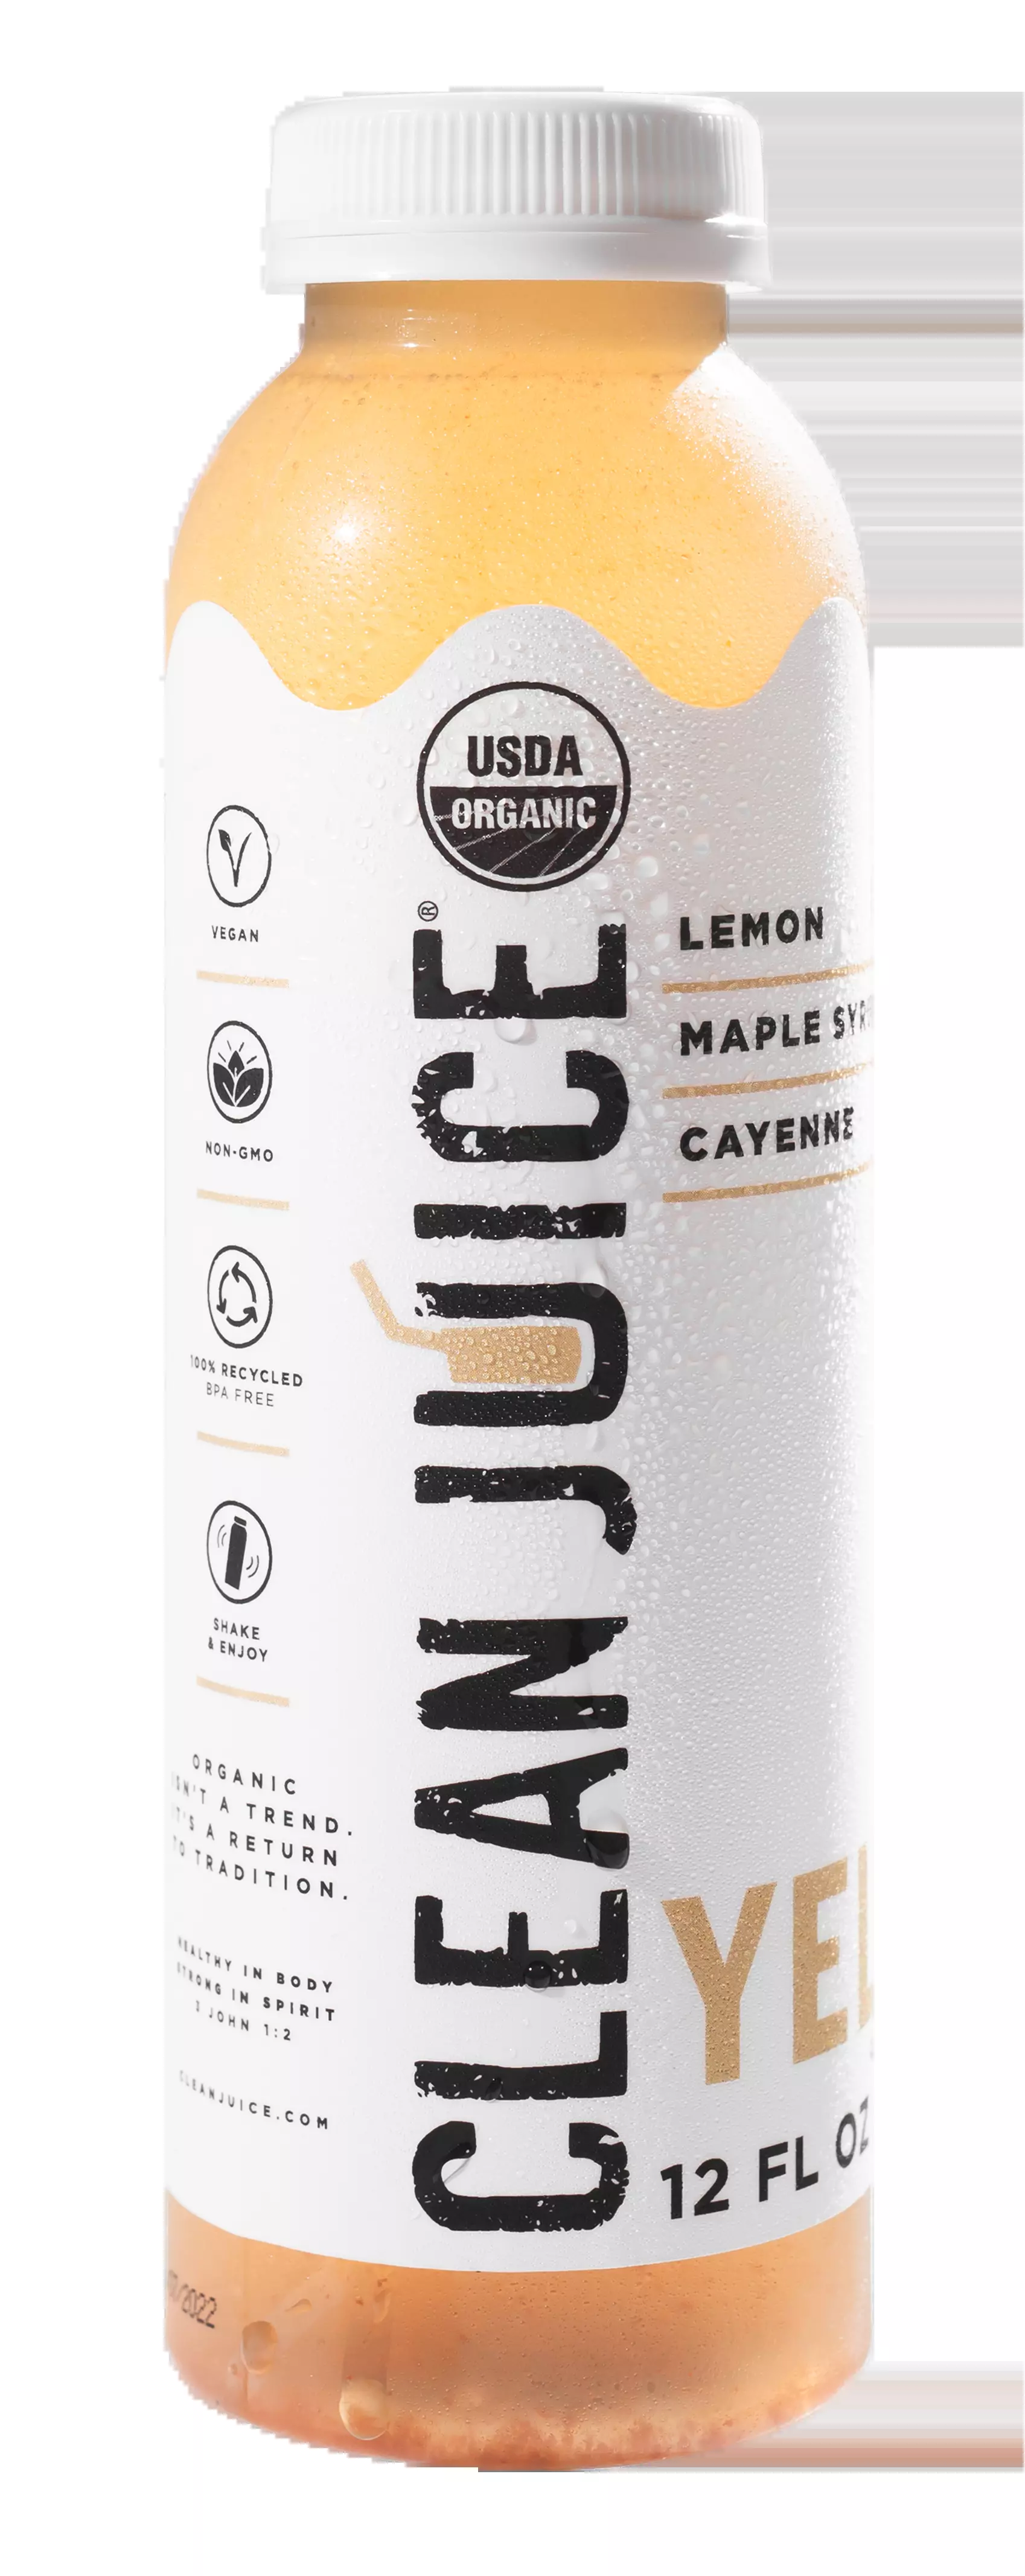 USDA
ORGANIC
CLEAN JUICE®
VEGAN
NON-GMO
100% RECYCLED
BPA FREE
SHAKE
& ENJOY
ORGANIC
ISN'T A TREND.
IT'S A RETURN
TO TRADITION.
HEALTHY IN BODY
STRONG IN SPIRIT
3 JOHN 1:2
CLEANJUICE.COM
LEMON
MAPLE SYR
CAYENNE
YEL
12 FL OZ
/2022